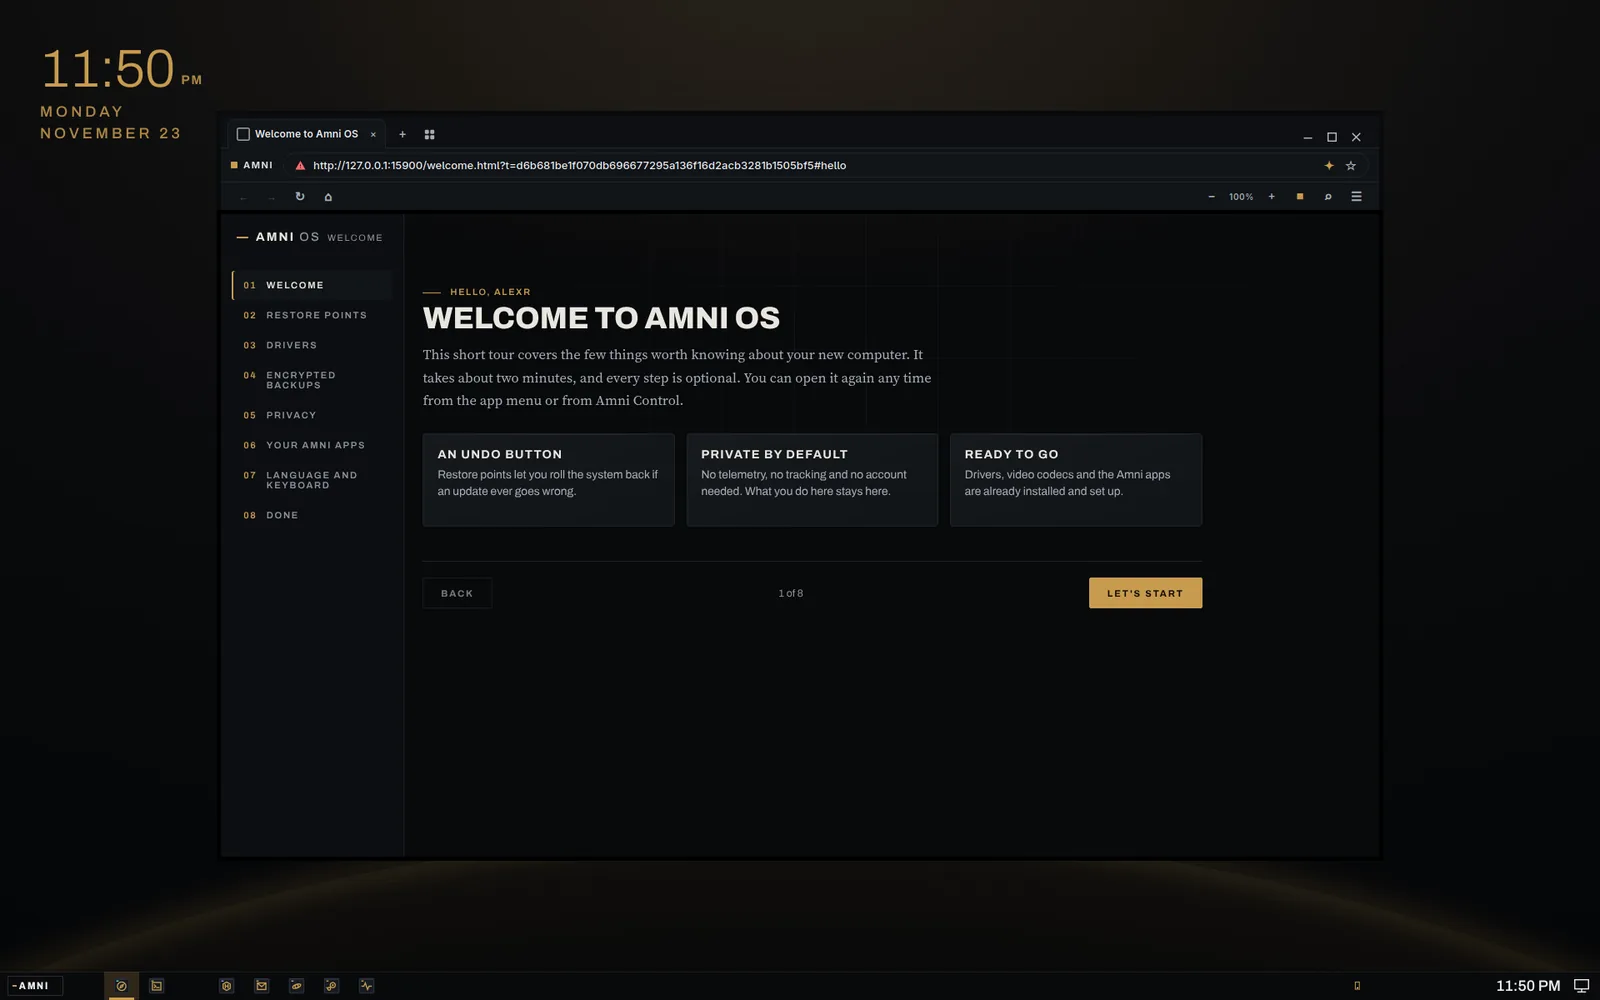 11:50 PM
MONDAY
NOVEMBER 23
Welcome to Amni OS
AMNI
http://127.0.0.1:15900/welcome.html?t=d6b681be1f070db696677295a136f16d2acb3281b1505bf5#hello
100%
AMNI OS WELCOME
01 WELCOME
02 RESTORE POINTS
03 DRIVERS
04 ENCRYPTED
BACKUPS
05 PRIVACY
06 YOUR AMNI APPS
07 LANGUAGE AND
KEYBOARD
08 DONE
HELLO, ALEXR
WELCOME TO AMNI OS
This short tour covers the few things worth knowing about your new computer. It
takes about two minutes, and every step is optional. You can open it again any time
from the app menu or from Amni Control.
AN UNDO BUTTON
Restore points let you roll the system back if
an update ever goes wrong.
PRIVATE BY DEFAULT
No telemetry, no tracking and no account
needed. What you do here stays here.
READY TO GO
Drivers, video codecs and the Amni apps
are already installed and set up.
BACK
1 of 8
LET'S START
AMNI
11:50 PM